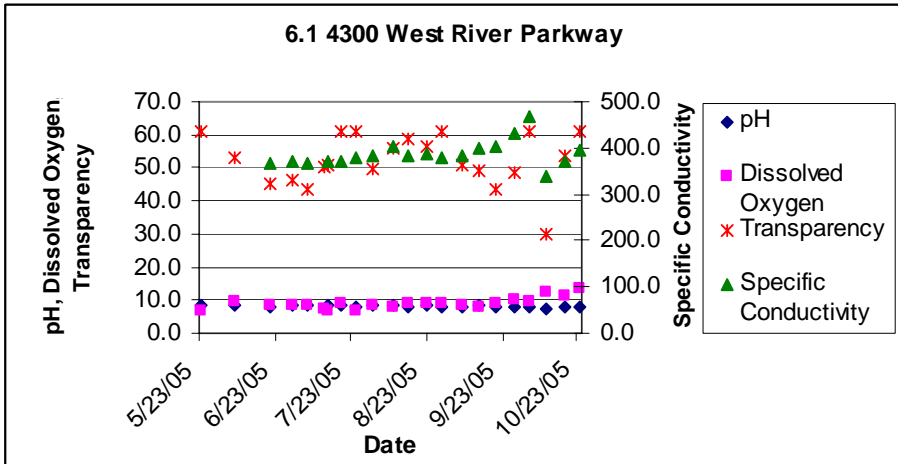 6.1 4300 West River Parkway
pH, Dissolved Oxygen
Transparency
70.0
60.0
50.0
40.0
30.0
20.0
10.0
0.0
500.0
400.0
300.0
200.0
100.0
0.0
Specific Conductivity
5/23/05
6/23/05
7/23/05
8/23/05
9/23/05
10/23/05
Date
pH
Dissolved
Oxygen
Transparency
Specific
Conductivity